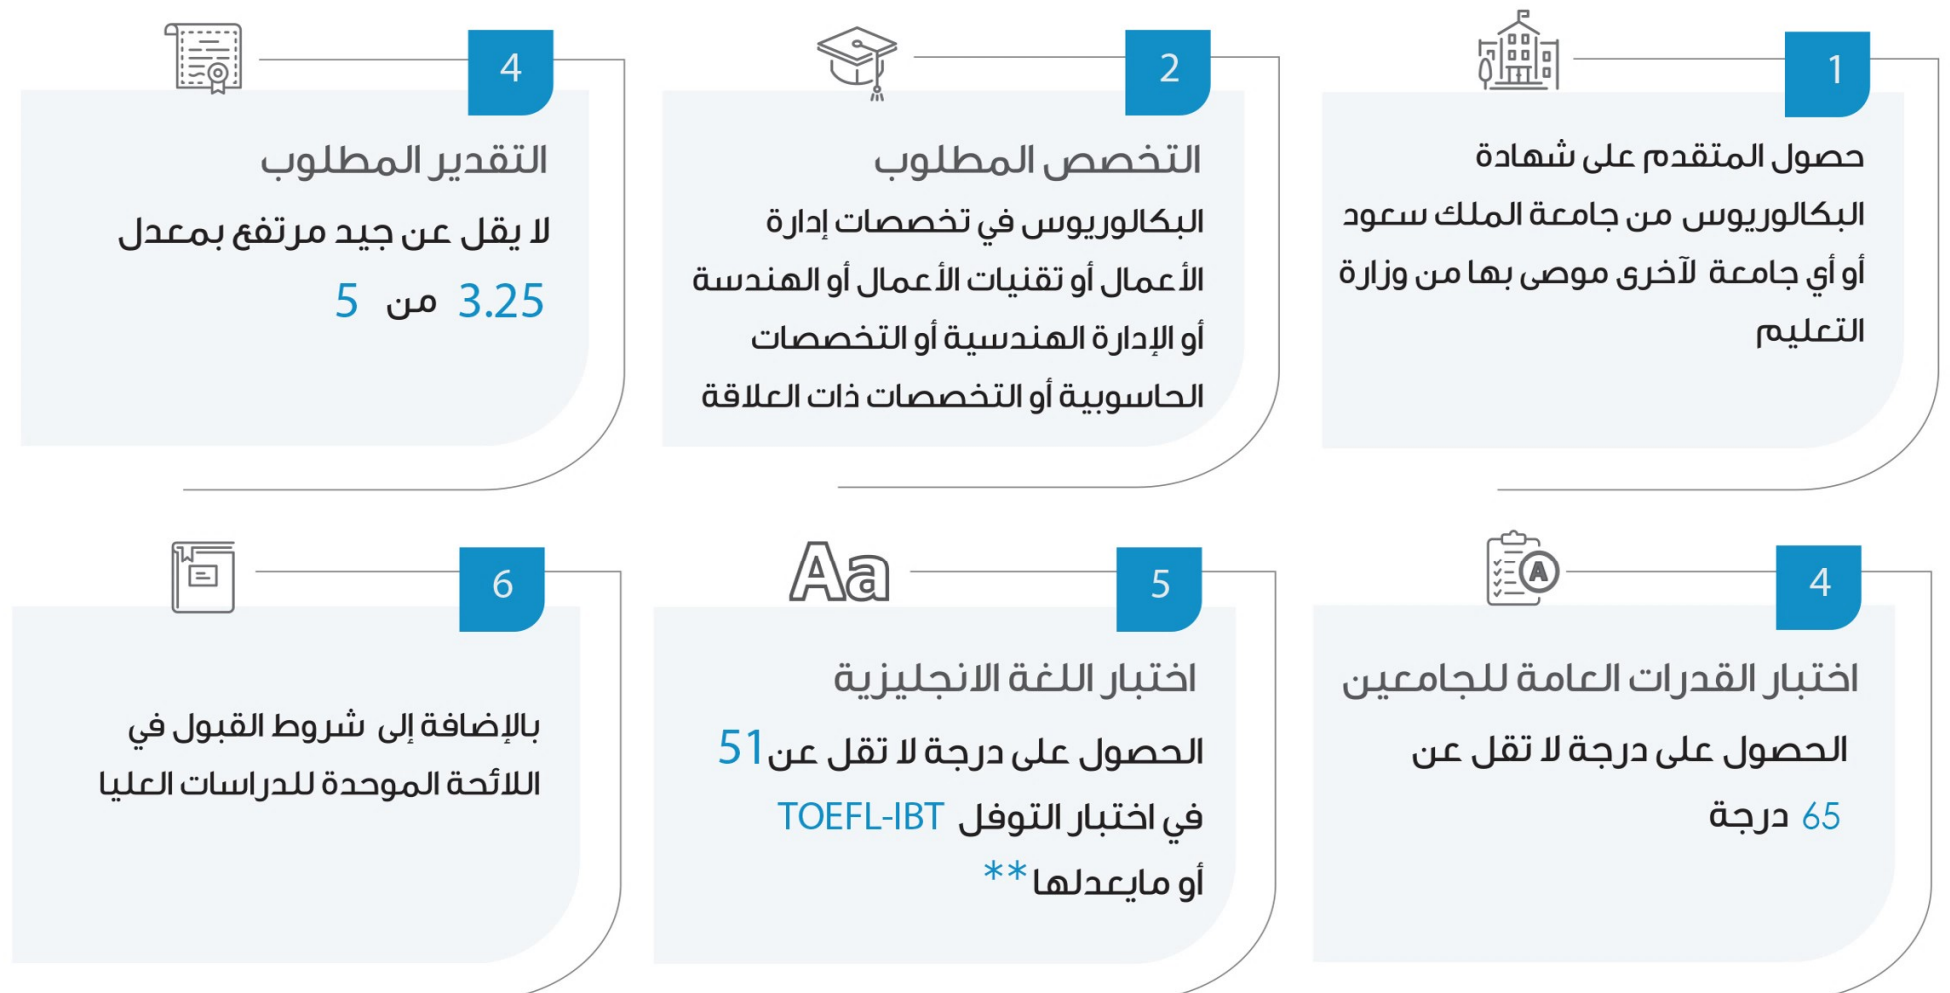 1
حصول المتقدم على شهادة
البكالوريوس من جامعة الملك سعود
أو أي جامعة لآخرى موصى بها من وزارة
التعليم
2
التخصص المطلوب
البكالوريوس في تخصصات إدارة
الأعمال أو تقنيات الأعمال أو الهندسة
أو الإدارة الهندسية أو التخصصات
الحاسوبية أو التخصصات ذات العلاقة
4
التقدير المطلوب
لا يقل عن جيد مرتفع بمعدل
3.25 من 5
4
A
اختبار القدرات العامة للجامعين
الحصول على درجة لا تقل عن
65 درجة
5
Aa
اختبار اللغة الانجليزية
الحصول على درجة لا تقل عن51
في اختبار التوفل TOEFL-IBT
أو مايعدلها**
6
بالإضافة إلى شروط القبول في
اللائحة الموحدة للدراسات العليا